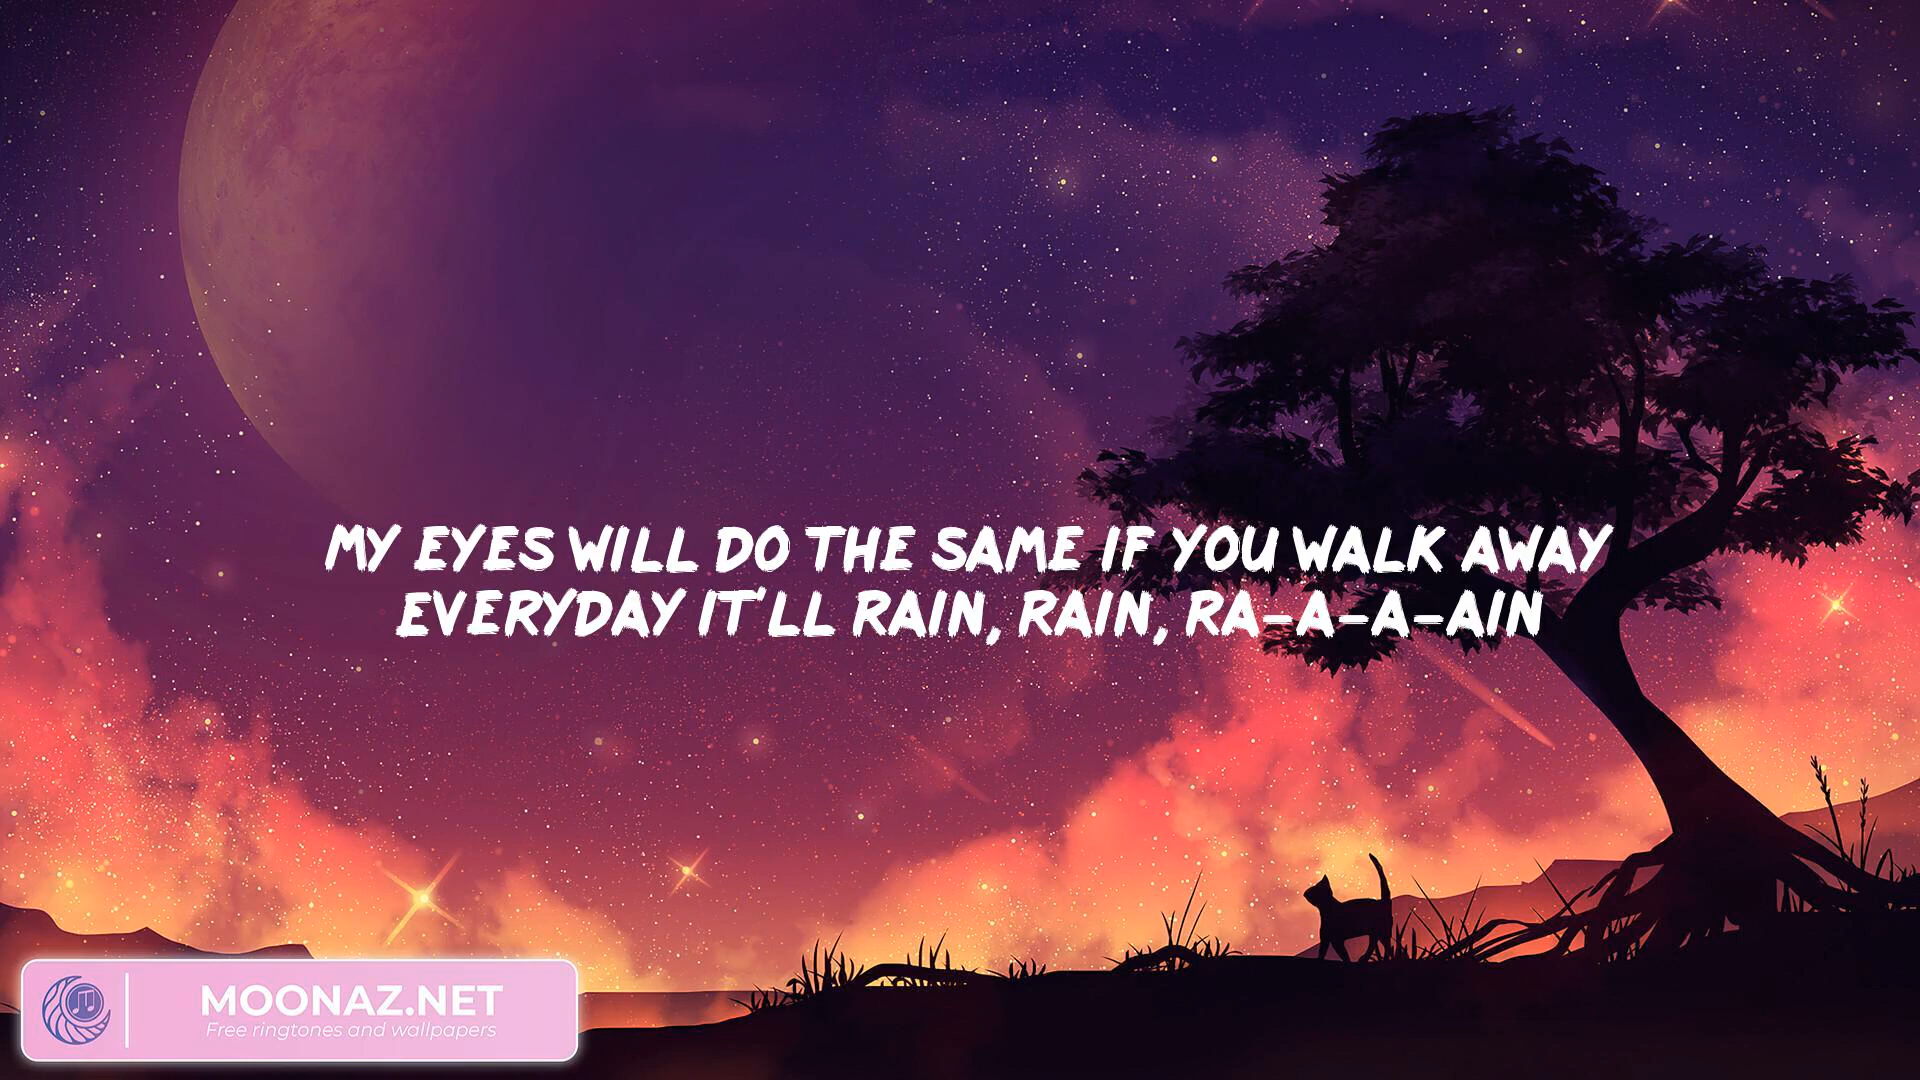 MY EYES WILL DO THE SAME IF YOU WALK AWAY
EVERYDAY IT'LL RAIN, RAIN, RA-A-A-AIN
MOONAZ.NET
Free ringtones and wallpapers